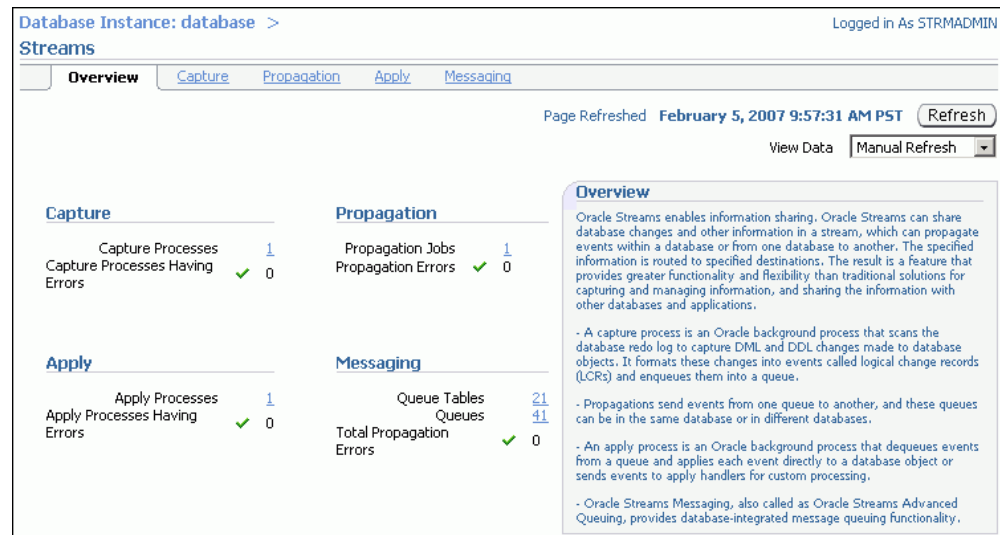 Database Instance: database >
Logged in As STRMADMIN
Streams
Overview Capture Propagation Apply Messaging
Page Refreshed February 5, 2007 9:57:31 AM PST Refresh
View Data Manual Refresh
Capture
Capture Processes 1
Capture Processes Having
Errors
0
Propagation
Propagation Jobs 1
Propagation Errors 0
Apply
Apply Processes 1
Apply Processes Having
Errors
0
Messaging
Queue Tables 21
Queues 41
Total Propagation
Errors
0
Overview
Oracle Streams enables information sharing. Oracle Streams can share
database changes and other information in a stream, which can propagate
events within a database or from one database to another. The specified
information is routed to specified destinations. The result is a feature that
provides greater functionality and flexibility than traditional solutions for
capturing and managing information, and sharing the information with
other databases and applications.
- A capture process is an Oracle background process that scans the
database redo log to capture DML and DDL changes made to database
objects. It formats these changes into events called logical change records
(LCRs) and enqueues them into a queue.
- Propagations send events from one queue to another, and these queues
can be in the same database or in different databases.
- An apply process is an Oracle background process that dequeues events
from a queue and applies each event directly to a database object or
sends events to apply handlers for custom processing.
- Oracle Streams Messaging, also called as Oracle Streams Advanced
Queuing, provides database-integrated message queuing functionality.